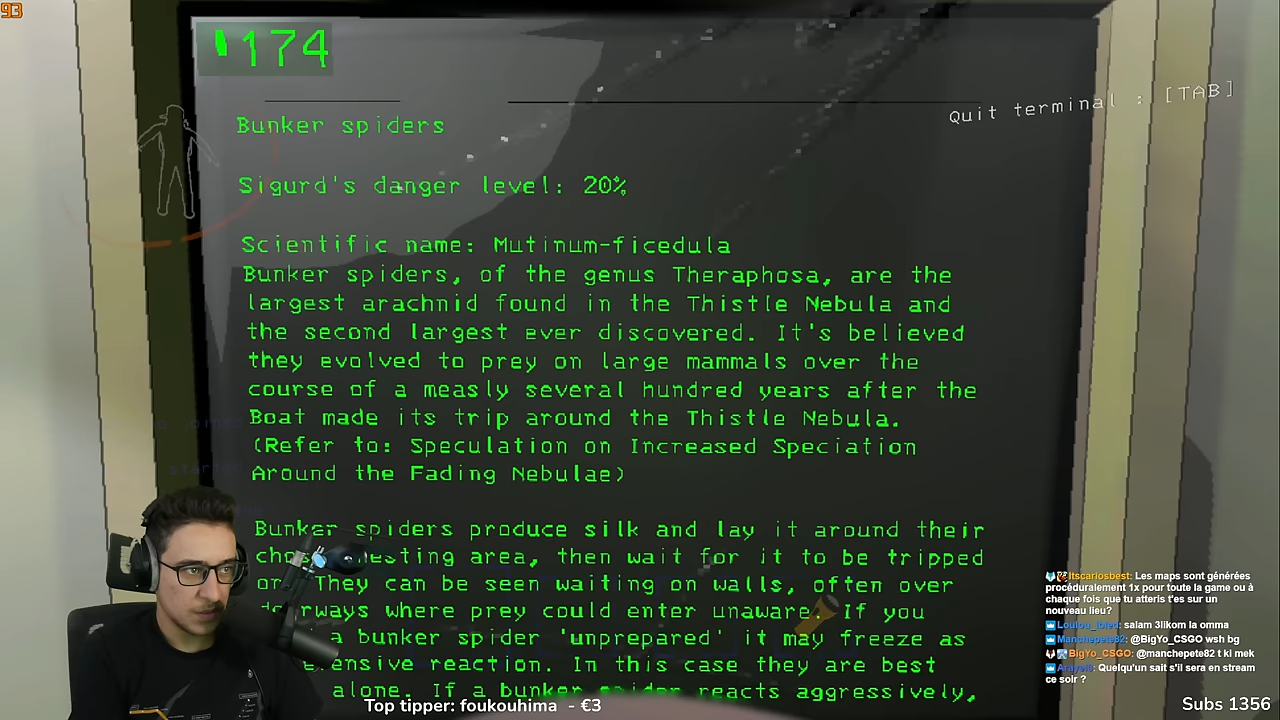 93
174
Quit terminal : [TAB]
Bunker spiders
Sigurd's danger level: 20%
Scientific name: Mutinum-ficedula
Bunker spiders, of the genus Theraphosa, are the
largest arachnid found in the Thistle Nebula and
the second largest ever discovered. It's believed
they evolved to prey on large mammals over the
course of a measly several hundred years after the
Boat made its trip around the Thistle Nebula.
(Refer to: Speculation on Increased Speciation
Around the Fading Nebulae)
Bunker spiders produce silk and lay it around their
nesting area, then wait for it to be tripped
They can be seen waiting on walls, often over
where prey could enter unaware. If you
a bunker spider 'unprepared' it may freeze as
reaction. In this case they are best
alone. If a bunker spider reacts aggressively,
Itscarlosbest: Les maps sont générées
procéduralement 1x pour toute la game ou à
chaque fois que tu atteris t'es sur un
nouveau lieu?
salam 3likom la omma
Manchepete82: @BigYo_CSGO wsh bg
BigYo_CSGO: @manchepete82 t ki mek
Quelqu'un sait s'il sera en stream
ce soir ?
Top tipper: foukouhima - €3
Subs 1356